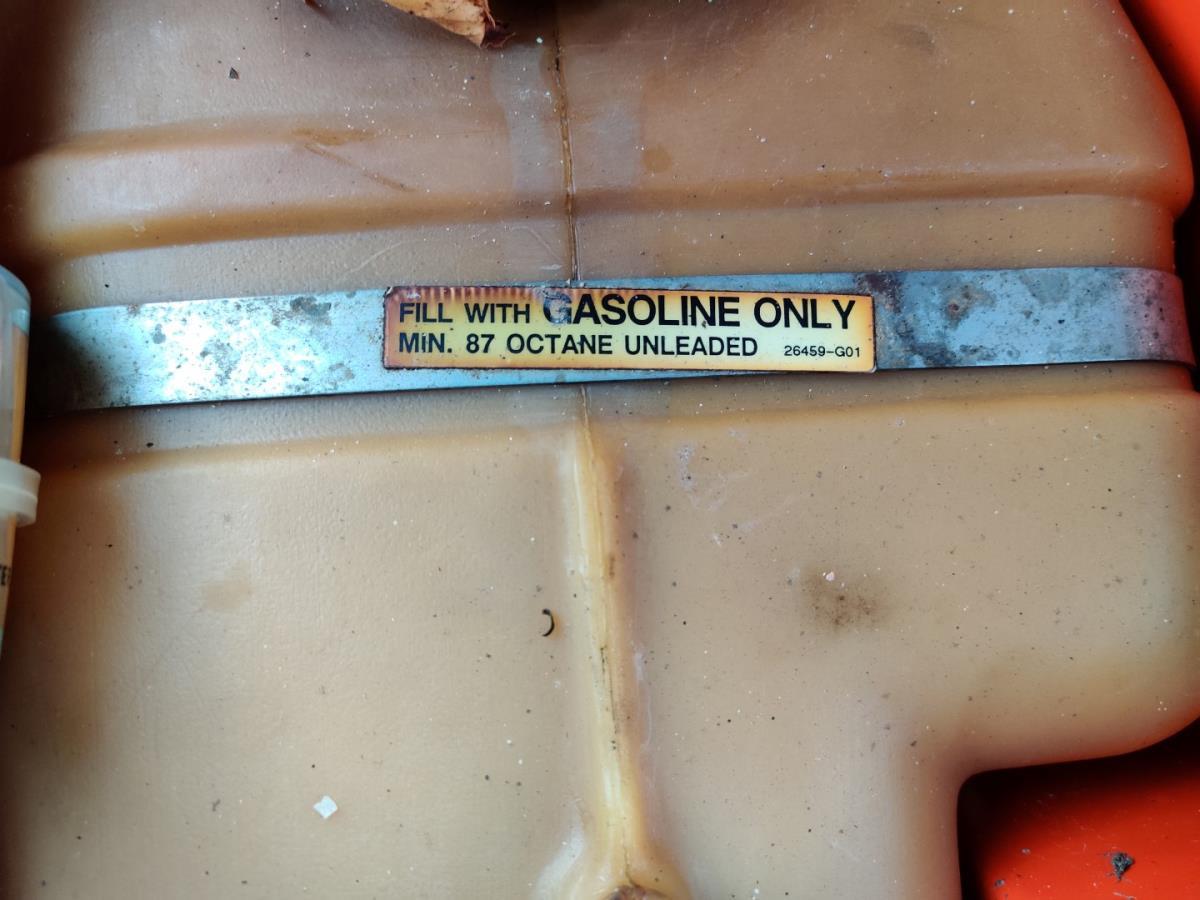 FILL WITH GASOLINE ONLY
MIN. 87 OCTANE UNLEADED 26459-G01